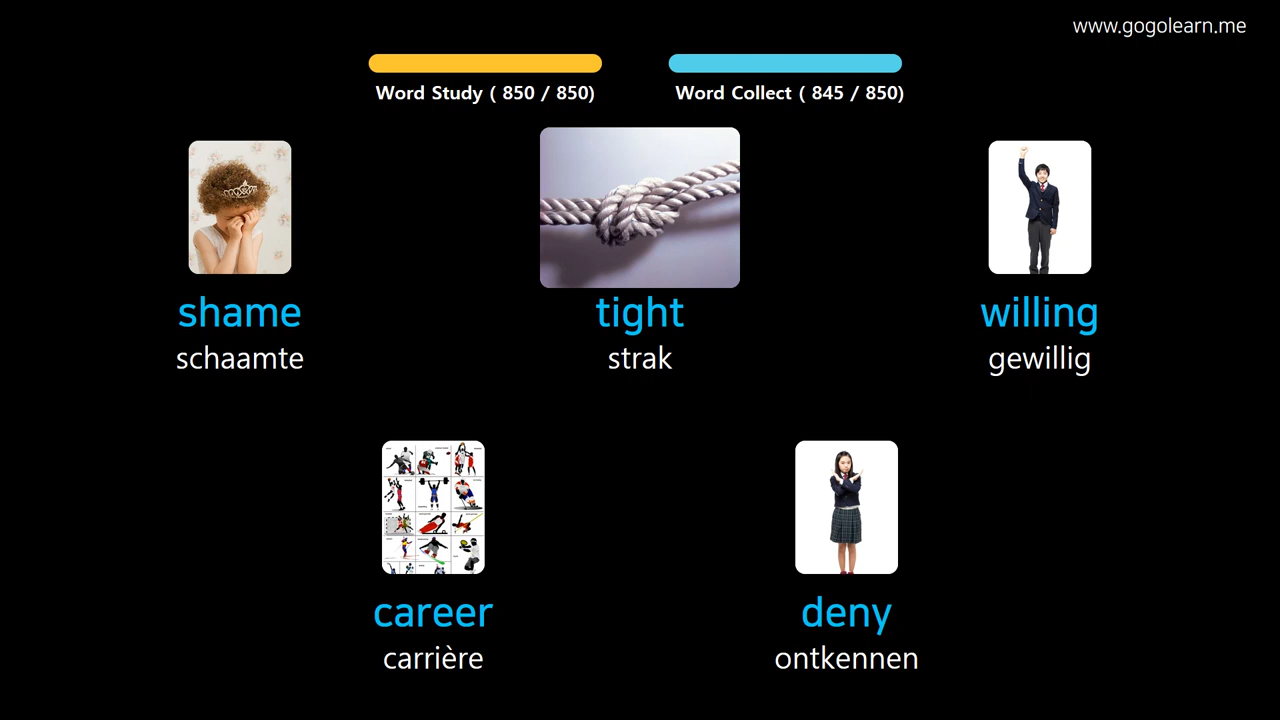 www.gogolearn.me
Word Study ( 850 / 850)
Word Collect ( 845 / 850)
shame
schaamte
tight
strak
willing
gewillig
career
carrière
deny
ontkennen